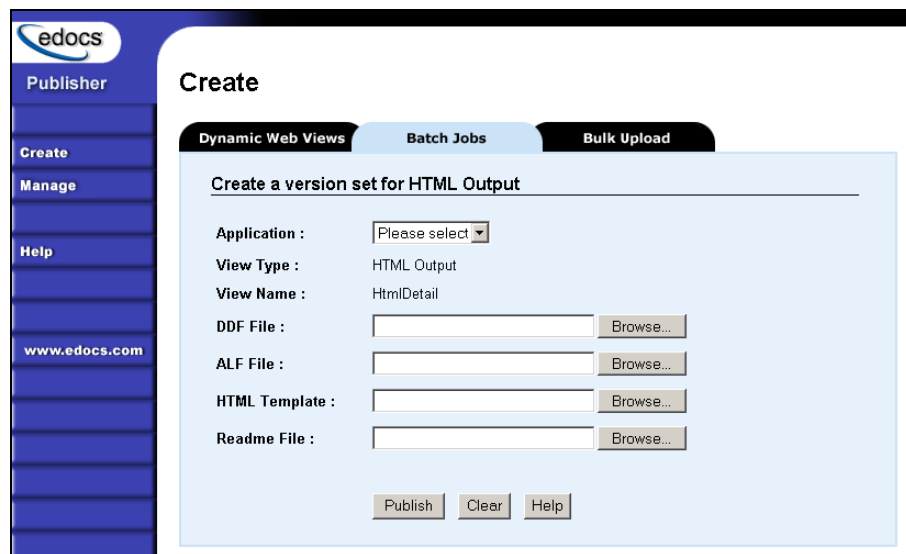 edocs
Publisher
Create
Manage
Help
www.edocs.com
Create
Dynamic Web Views
Batch Jobs
Bulk Upload
Create a version set for HTML Output
Application : Please select
View Type : HTML Output
View Name : HtmlDetail
DDF File : Browse...
ALF File : Browse...
HTML Template : Browse...
Readme File : Browse...
Publish Clear Help